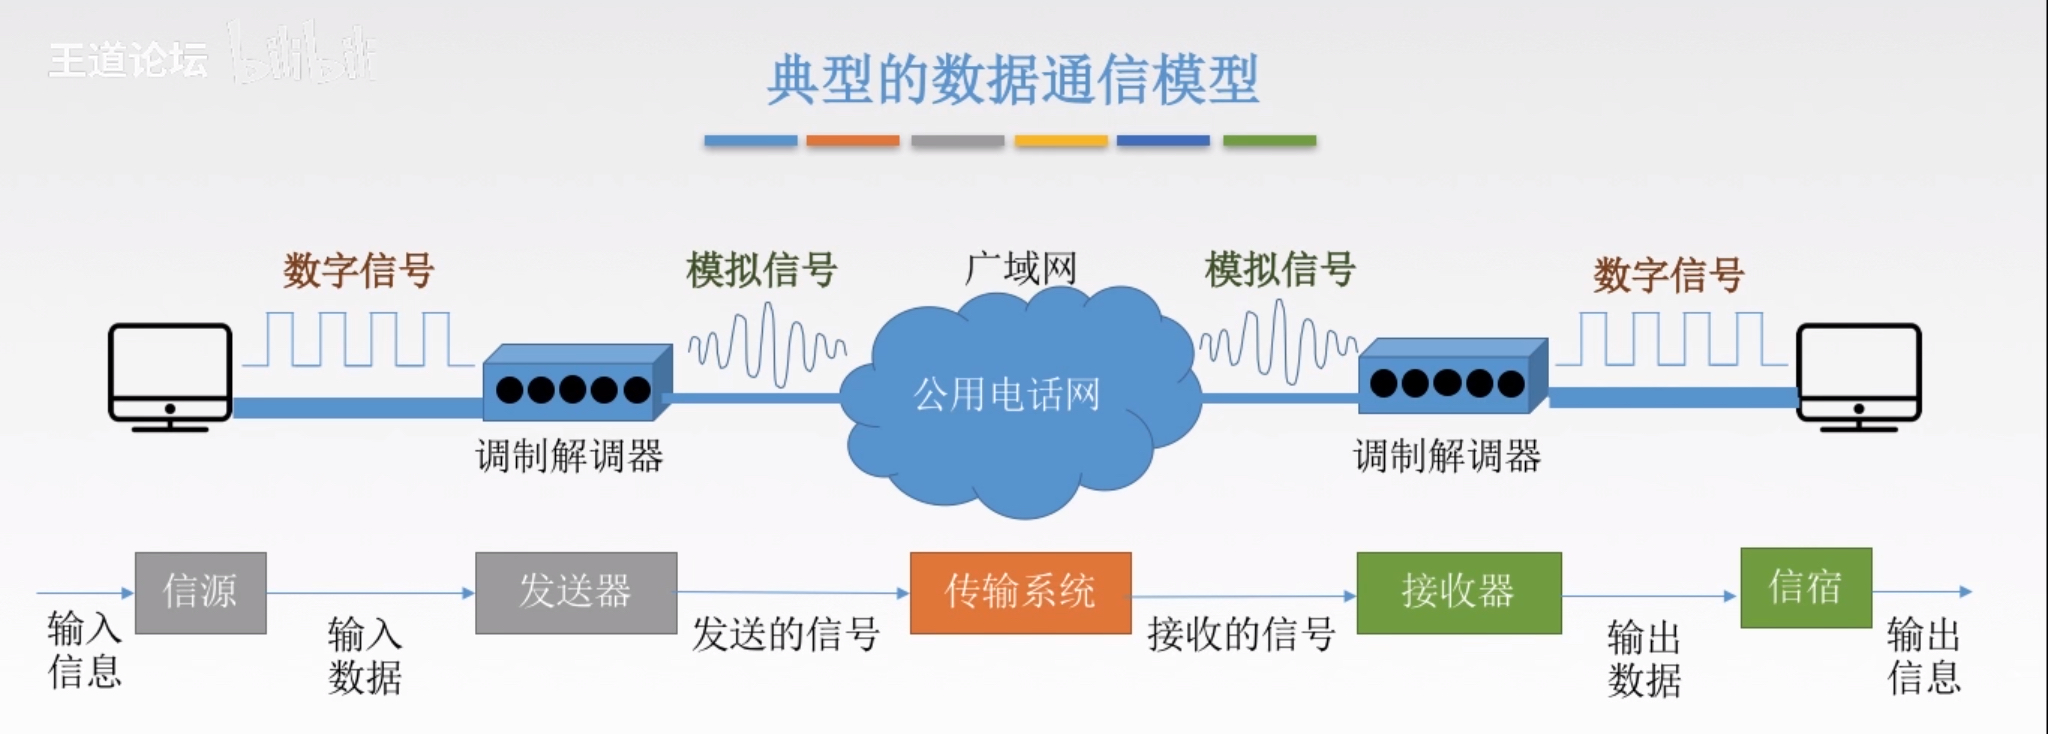 王道论坛 bilibili
典型的数据通信模型
数字信号
模拟信号
广域网
模拟信号
数字信号
公用电话网
调制解调器
调制解调器
信源
发送器
传输系统
接收器
信宿
输入
信息
输入
数据
发送的信号
接收的信号
输出
数据
输出
信息